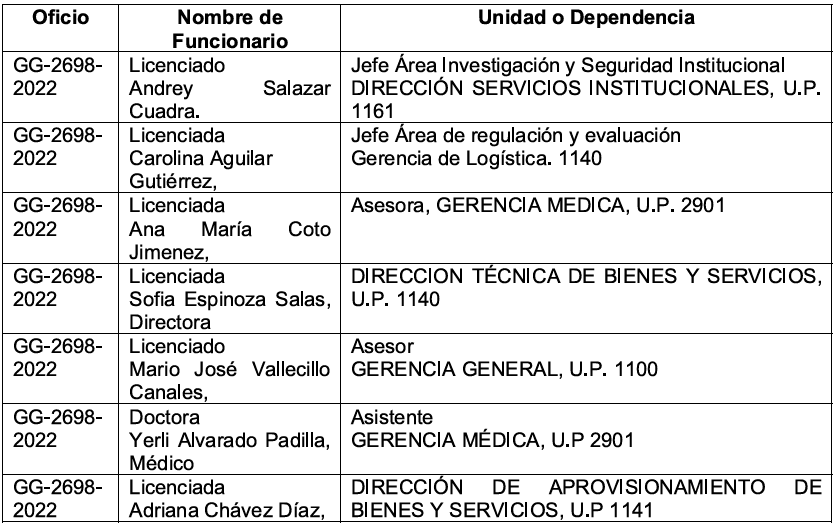 Oficio Nombre de Funcionario Unidad o Dependencia
GG-2698-2022 Licenciado Andrey Salazar Cuadra. Jefe Área Investigación y Seguridad Institucional DIRECCIÓN SERVICIOS INSTITUCIONALES, U.P. 1161
GG-2698-2022 Licenciada Carolina Aguilar Gutiérrez, Jefe Área de regulación y evaluación Gerencia de Logística. 1140
GG-2698-2022 Licenciada Ana María Coto Jimenez, Asesora, GERENCIA MEDICA, U.P. 2901
GG-2698-2022 Licenciada Sofia Espinoza Salas, Directora DIRECCION TÉCNICA DE BIENES Y SERVICIOS, U.P. 1140
GG-2698-2022 Licenciado Mario José Vallecillo Canales, Asesor GERENCIA GENERAL, U.P. 1100
GG-2698-2022 Doctora Yerli Alvarado Padilla, Médico Asistente GERENCIA MÉDICA, U.P 2901
GG-2698-2022 Licenciada Adriana Chávez Díaz, DIRECCIÓN DE APROVISIONAMIENTO DE BIENES Y SERVICIOS, U.P 1141